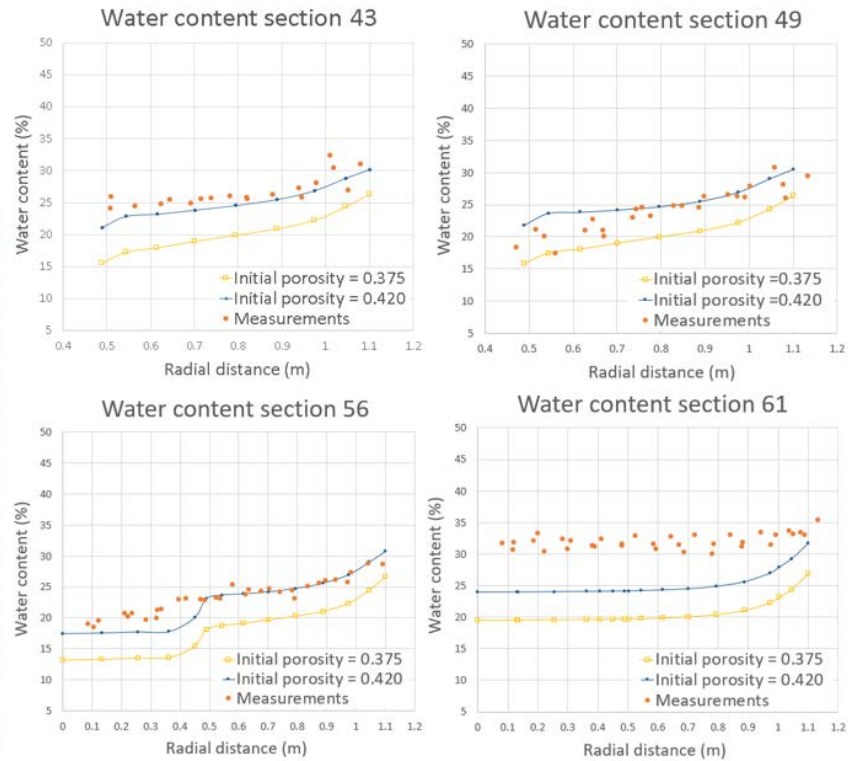 Water content section 43
50
45
40
35
30
25
20
15
10
5
Water content (%)
Initial porosity = 0.375
Initial porosity = 0.420
Measurements
0.4 0.5 0.6 0.7 0.8 0.9 1 1.1 1.2
Radial distance (m)
Water content section 49
50
45
40
35
30
25
20
15
10
5
Water content (%)
Initial porosity =0.375
Initial porosity =0.420
Measurements
0.4 0.5 0.6 0.7 0.8 0.9 1 1.1 1.2
Radial distance (m)
Water content section 56
50
45
40
35
30
25
20
15
10
5
Water content (%)
Initial porosity = 0.375
Initial porosity = 0.420
Measurements
0 0.1 0.2 0.3 0.4 0.5 0.6 0.7 0.8 0.9 1 1.1 1.2
Radial distance (m)
Water content section 61
50
45
40
35
30
25
20
15
10
5
Water content (%)
Initial porosity = 0.375
Initial porosity = 0.420
Measurements
0 0.1 0.2 0.3 0.4 0.5 0.6 0.7 0.8 0.9 1 1.1 1.2
Radial distance (m)